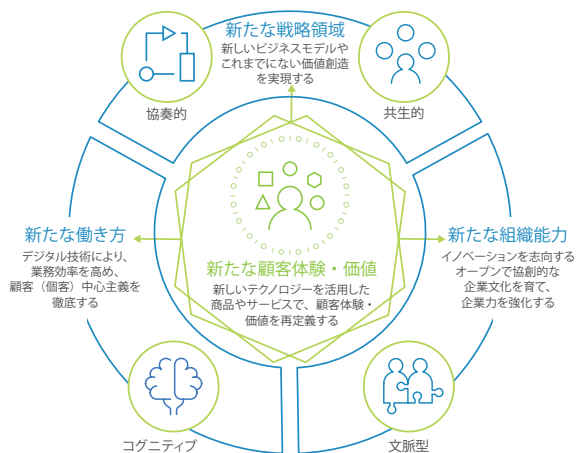 新たな戦略領域
新しいビジネスモデルや
これまでにない価値創造
を実現する
協奏的
共生的
新たな働き方
デジタル技術により、
業務効率を高め、
顧客（個客）中心主義を
徹底する
新たな顧客体験・価値
新しいテクノロジーを活用した
商品やサービスで、顧客体験・
価値を再定義する
新たな組織能力
イノベーションを志向する
オープンで協創的な
企業文化を育て、
企業力を強化する
コグニティブ
文脈型